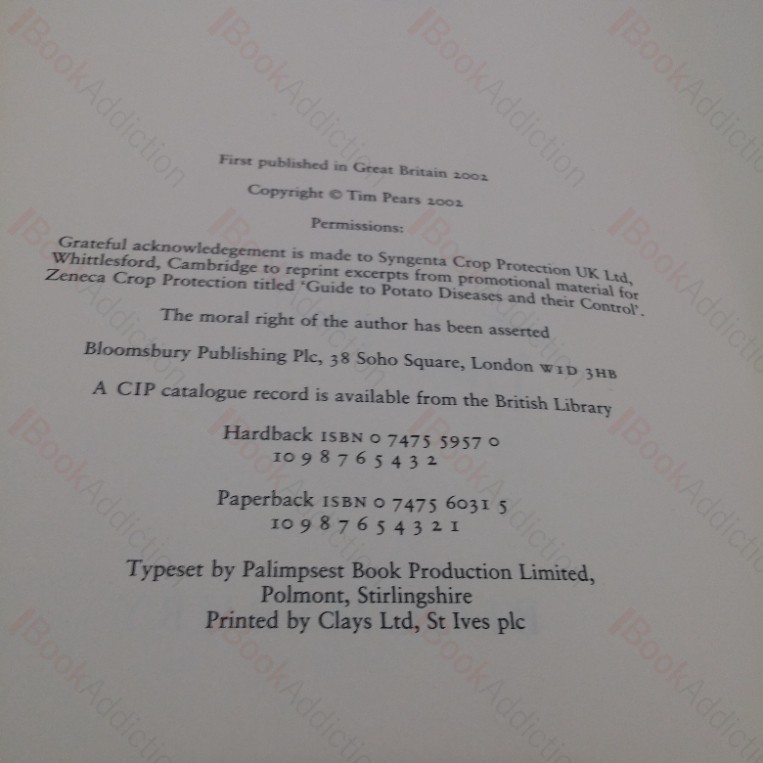 First published in Great Britain 2002
Copyright © Tim Pears 2002
Permissions:
Grateful acknowledegement is made to Syngenta Crop Protection UK Ltd,
Whittlesford, Cambridge to reprint excerpts from promotional material for
Zeneca Crop Protection titled ‘Guide to Potato Diseases and their Control’.
The moral right of the author has been asserted
Bloomsbury Publishing Plc, 38 Soho Square, London W1D 3HB
A CIP catalogue record is available from the British Library
Hardback ISBN 0 7475 5957 0
10 9 8 7 6 5 4 3 2
Paperback ISBN 0 7475 6031 5
10 9 8 7 6 5 4 3 2 1
Typeset by Palimpsest Book Production Limited,
Polmont, Stirlingshire
Printed by Clays Ltd, St Ives plc
BookAddiction